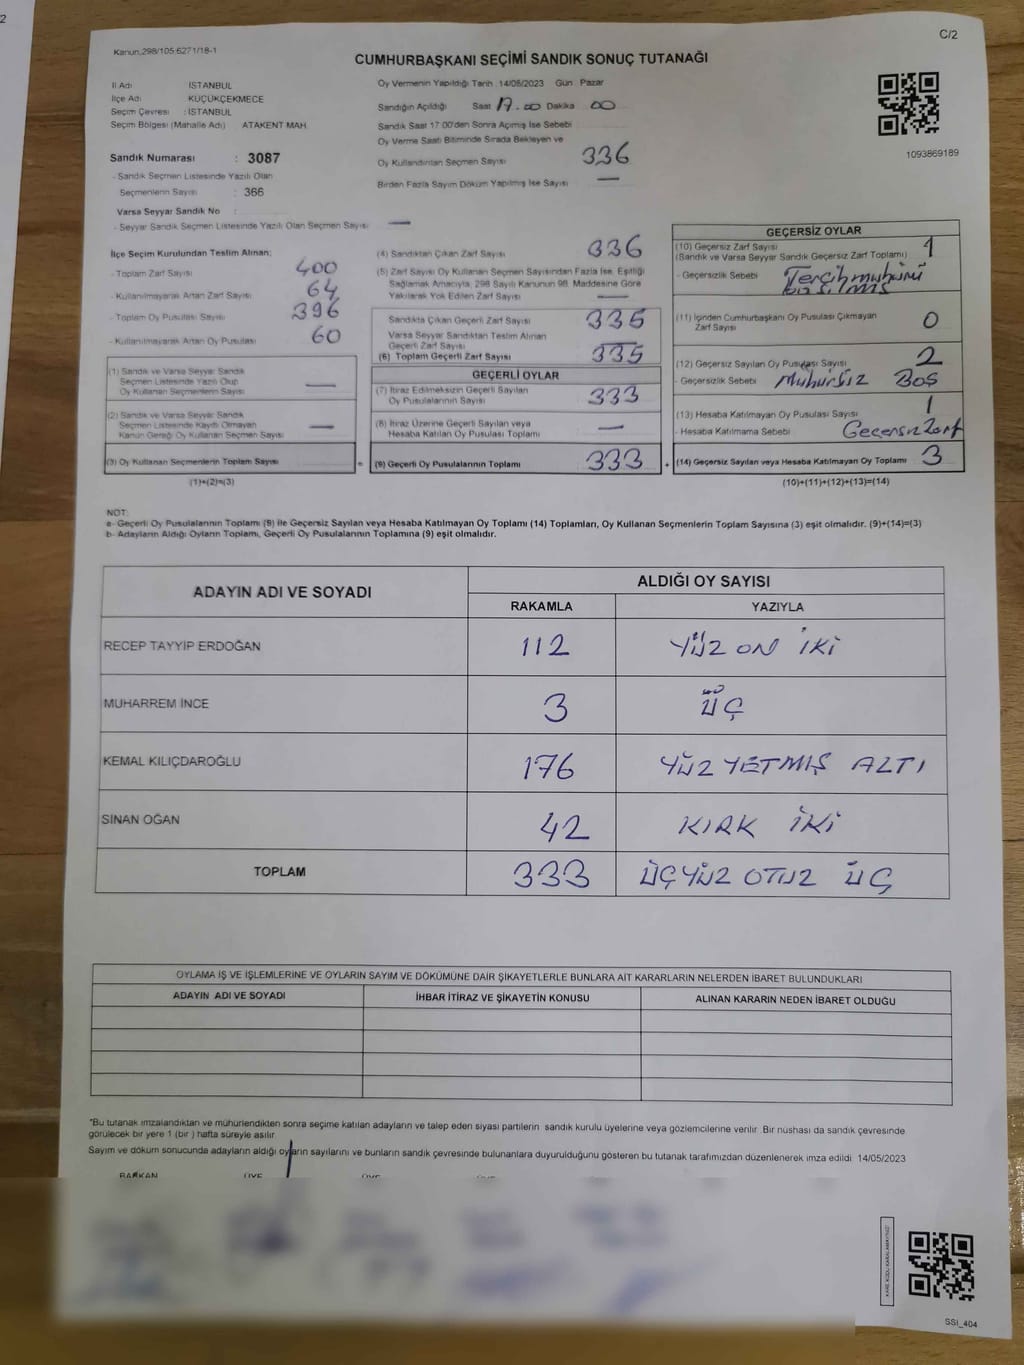 2
C/2
Kanun,298/105,6271/18-1
CUMHURBAŞKANI SEÇİMİ SANDIK SONUÇ TUTANAĞI
İl Adı : İSTANBUL
İlçe Adı : KÜÇÜKÇEKMECE
Seçim Çevresi : İSTANBUL
Seçim Bölgesi (Mahalle Adı) ATAKENT MAH.
Sandık Numarası : 3087
- Sandık Seçmen Listesinde Yazılı Olan
Seçmenlerin Sayısı : 366
Varsa Seyyar Sandık No :
- Seyyar Sandık Seçmen Listesinde Yazılı Olan Seçmen Sayısı : —
Oy Vermenin Yapıldığı Tarih 14/05/2023 Gün Pazar
Sandığın Açıldığı Saat 17.00 Dakika 00
Sandık Saat 17:00'den Sonra Açılmış İse Sebebi
Oy Verme Saati Bitiminde Sırada Bekleyen ve
Oy Kullandırılan Seçmen Sayısı 336
Birden Fazla Sayım Döküm Yapılmış İse Sayısı —
1093869189
İlçe Seçim Kurulundan Teslim Alınan;
- Toplam Zarf Sayısı 400
- Kullanılmayarak Artan Zarf Sayısı 64
- Toplam Oy Pusulası Sayısı 396
- Kullanılmayarak Artan Oy Pusulası 60
(1) Sandık ve Varsa Seyyar Sandık
Seçmen Listesinde Yazılı Olup
Oy Kullanan Seçmenlerin Sayısı —
(2) Sandık ve Varsa Seyyar Sandık
Seçmen Listesinde Kaydı Olmayan
Kanun Gereği Oy Kullanan Seçmen Sayısı —
(3) Oy Kullanan Seçmenlerin Toplam Sayısı
(1)+(2)=(3)
(4) Sandıktan Çıkan Zarf Sayısı 336
(5) Zarf Sayısı Oy Kullanan Seçmen Sayısından Fazla İse, Eşitliği
Sağlamak Amacıyla, 298 Sayılı Kanunun 98. Maddesine Göre
Yakılarak Yok Edilen Zarf Sayısı —
Sandıkta Çıkan Geçerli Zarf Sayısı 335
Varsa Seyyar Sandıktan Teslim Alınan
Geçerli Zarf Sayısı —
(6) Toplam Geçerli Zarf Sayısı 335
GEÇERLİ OYLAR
(7) İtiraz Edilmeksizin Geçerli Sayılan
Oy Pusulalarının Sayısı 333
(8) İtiraz Üzerine Geçerli Sayılan veya
Hesaba Katılan Oy Pusulası Toplamı —
= (9) Geçerli Oy Pusulalarının Toplamı 333 +
GEÇERSİZ OYLAR
(10) Geçersiz Zarf Sayısı 1
(Sandık ve Varsa Seyyar Sandık Geçersiz Zarf Toplamı)
- Geçersizlik Sebebi Tercih muhürü
basılmış
(11) İçinden Cumhurbaşkanı Oy Pusulası Çıkmayan
Zarf Sayısı 0
(12) Geçersiz Sayılan Oy Pusulası Sayısı 2
- Geçersizlik Sebebi Muhürsüz Boş
(13) Hesaba Katılmayan Oy Pusulası Sayısı 1
- Hesaba Katılmama Sebebi Geçersiz Zarf
(14) Geçersiz Sayılan veya Hesaba Katılmayan Oy Toplamı 3
(10)+(11)+(12)+(13)=(14)
NOT:
a- Geçerli Oy Pusulalarının Toplamı (9) ile Geçersiz Sayılan veya Hesaba Katılmayan Oy Toplamı (14) Toplamları, Oy Kullanan Seçmenlerin Toplam Sayısına (3) eşit olmalıdır. (9)+(14)=(3)
b- Adayların Aldığı Oyların Toplamı, Geçerli Oy Pusulalarının Toplamına (9) eşit olmalıdır.
ADAYIN ADI VE SOYADI ALDIĞI OY SAYISI
RAKAMLA YAZIYLA
RECEP TAYYİP ERDOĞAN 112 YÜZ ON İKİ
MUHARREM İNCE 3 ÜÇ
KEMAL KILIÇDAROĞLU 176 YÜZ YETMİŞ ALTI
SİNAN OĞAN 42 KIRK İKİ
TOPLAM 333 ÜÇYÜZ OTUZ ÜÇ
OYLAMA İŞ VE İŞLEMLERİNE VE OYLARIN SAYIM VE DÖKÜMÜNE DAİR ŞİKAYETLERLE BUNLARA AİT KARARLARIN NELERDEN İBARET BULUNDUKLARI
ADAYIN ADI VE SOYADI İHBAR İTİRAZ VE ŞİKAYETİN KONUSU ALINAN KARARIN NEDEN İBARET OLDUĞU
*Bu tutanak imzalandıktan ve mühürlendikten sonra seçime katılan adayların ve talep eden siyasi partilerin sandık kurulu üyelerine veya gözlemcilerine verilir. Bir nüshası da sandık çevresinde
görülecek bir yere 1 (bir ) hafta süreyle asılır.
Sayım ve döküm sonucunda adayların aldığı oyların sayılarını ve bunların sandık çevresinde bulunanlara duyurulduğunu gösteren bu tutanak tarafımızdan düzenlenerek imza edildi 14/05/2023
BAŞKAN ÜYE ÜYE
KARE KODU KARALAMAYINIZ!
SSI_404